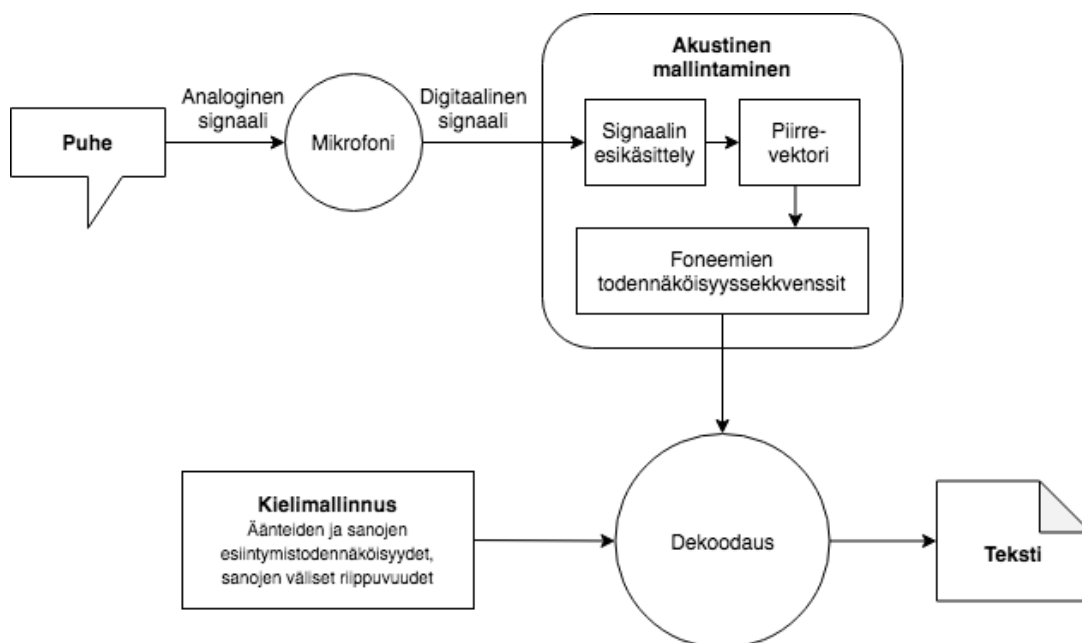 Akustinen
mallintaminen
Analoginen
signaali
Digitaalinen
signaali
Puhe
Mikrofoni
Signaalin
esikäsittely
Piirre-
vektori
Foneemien
todennäköisyyssekkvenssit
Kielimallinnus
Äänteiden ja sanojen
esiintymistodennäköisyydet,
sanojen väliset riippuvuudet
Dekoodaus
Teksti